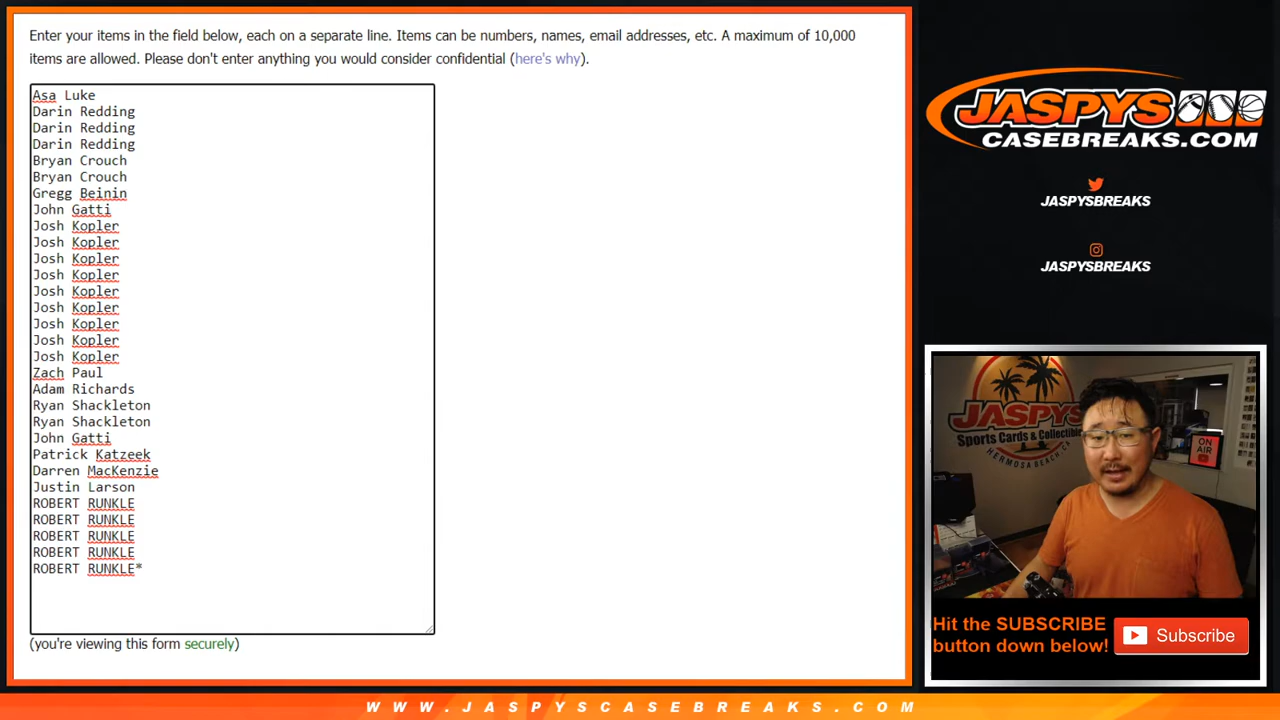 Enter your items in the field below, each on a separate line. Items can be numbers, names, email addresses, etc. A maximum of 10,000
items are allowed. Please don't enter anything you would consider confidential (here's why).
Asa Luke
Darin Redding
Darin Redding
Darin Redding
Bryan Crouch
Bryan Crouch
Gregg Beinin
John Gatti
Josh Kopler
Josh Kopler
Josh Kopler
Josh Kopler
Josh Kopler
Josh Kopler
Josh Kopler
Josh Kopler
Josh Kopler
Zach Paul
Adam Richards
Ryan Shackleton
Ryan Shackleton
John Gatti
Patrick Katzeek
Darren MacKenzie
Justin Larson
ROBERT RUNKLE
ROBERT RUNKLE
ROBERT RUNKLE
ROBERT RUNKLE
ROBERT RUNKLE*
(you're viewing this form securely)
JASPYS
CASEBREAKS.COM
JASPYSBREAKS
JASPYSBREAKS
JASPYS
Sports Cards & Collectible
HERMOSA BEACH, CA
ON
AIR
Hit the SUBSCRIBE
button down below!
Subscribe
WWW.JASPYSCASEBREAKS.COM